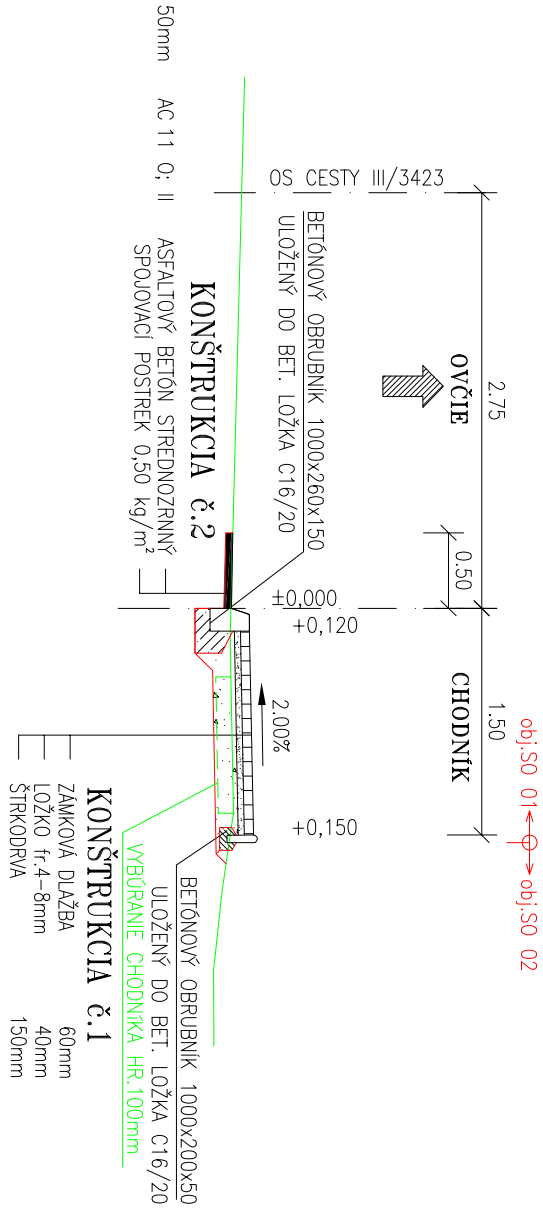 obj.SO 01
obj.SO 02
2.75
1.50
0.50
OVČIE
CHODNÍK
OS CESTY III/3423
±0,000
+0,120
+0,150
2.00%
BETÓNOVÝ OBRUBNÍK 1000x260x150
ULOŽENÝ DO BET. LOŽKA C16/20
KONŠTRUKCIA č.2
50mm AC 11 O; II ASFALTOVÝ BETÓN STREDNOZRNNÝ
SPOJOVACÍ POSTREK 0,50 kg/m²
BETÓNOVÝ OBRUBNÍK 1000x200x50
ULOŽENÝ DO BET. LOŽKA C16/20
VYBÚRANIE CHODNÍKA HR.100mm
KONŠTRUKCIA č.1
ZÁMKOVÁ DLAŽBA 60mm
LOŽKO fr.4-8mm 40mm
ŠTRKODRVA 150mm